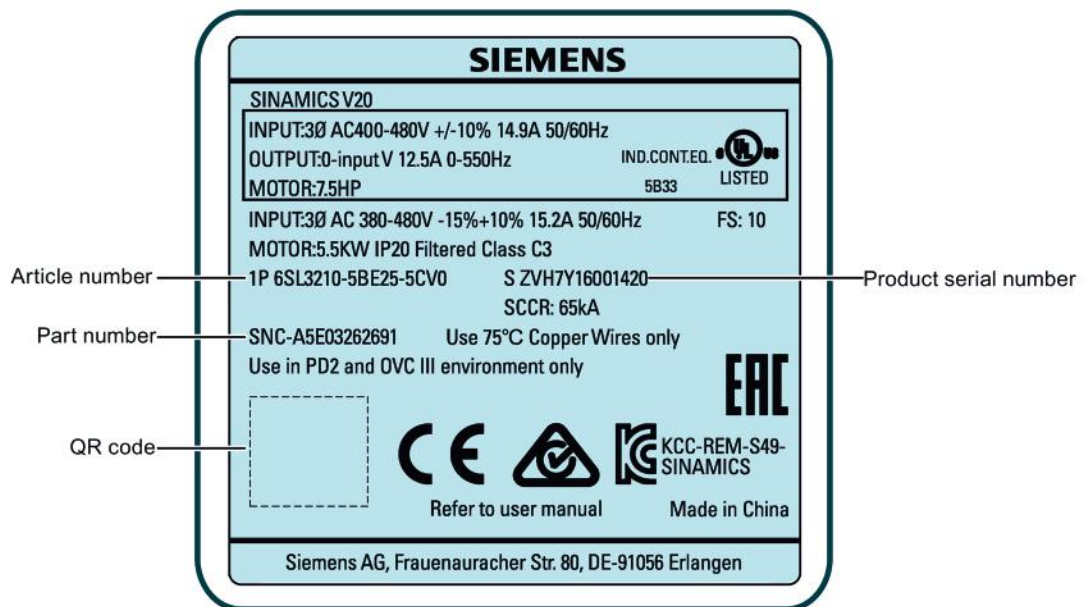 SIEMENS
SINAMICS V20
INPUT:3Ø AC400-480V +/-10% 14.9A 50/60Hz
OUTPUT:0-input V 12.5A 0-550Hz
IND.CONT.EQ.
c UL us
MOTOR:7.5HP
5B33
LISTED
INPUT:3Ø AC 380-480V -15%+10% 15.2A 50/60Hz
FS: 10
MOTOR:5.5KW IP20 Filtered Class C3
Article number
1P 6SL3210-5BE25-5CV0
S ZVH7Y16001420
Product serial number
SCCR: 65kA
Part number
SNC-A5E03262691
Use 75°C Copper Wires only
Use in PD2 and OVC III environment only
EAC
QR code
CE
KCC-REM-S49-
SINAMICS
Refer to user manual
Made in China
Siemens AG, Frauenauracher Str. 80, DE-91056 Erlangen